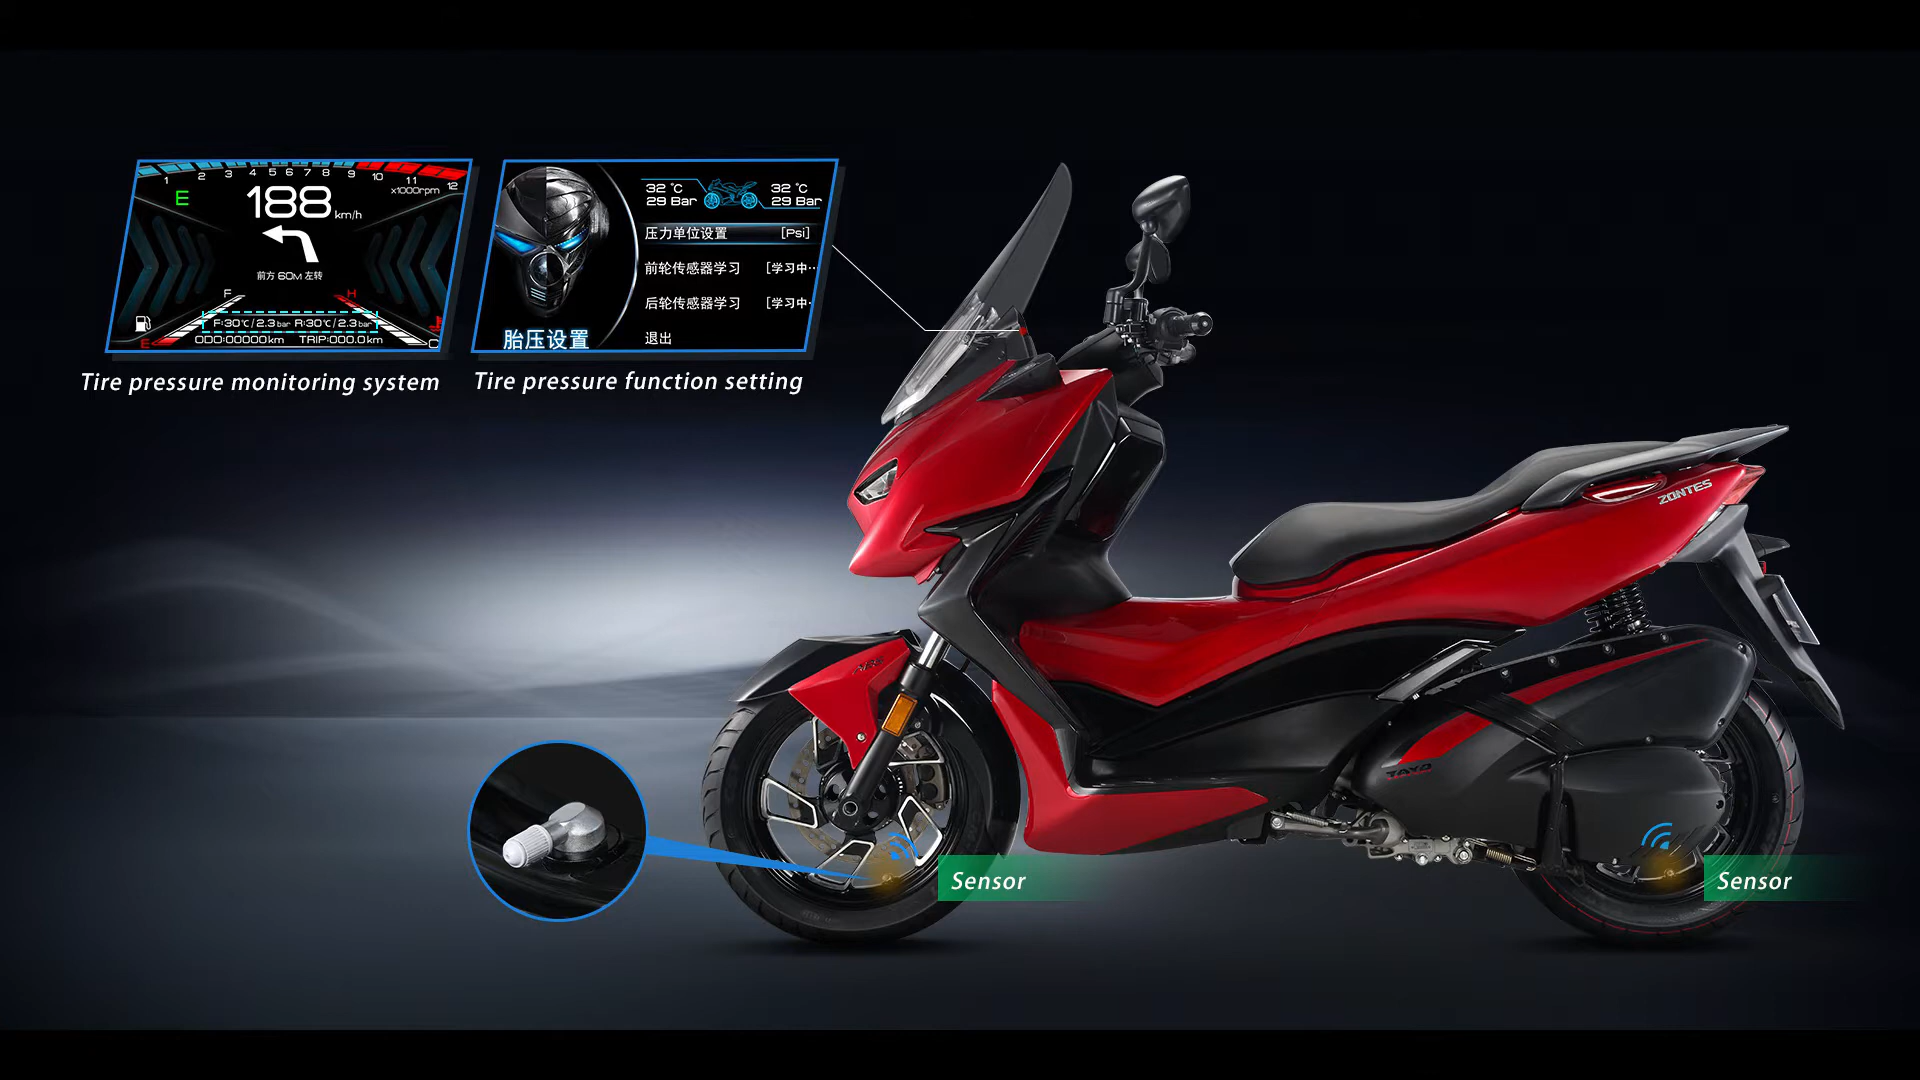 1 2 3 4 5 6 7 8 9 10 11 12
x1000rpm
E
188 km/h
前方 60M 左转
F H
F:30℃/2.3bar R:30℃/2.3bar
E ODO:00000km TRIP:000.0km C
Tire pressure monitoring system
32 ℃ 32 ℃
29 Bar 29 Bar
压力单位设置 [Psi]
前轮传感器学习 [学习中··
后轮传感器学习 [学习中·
胎压设置 退出
Tire pressure function setting
ZONTES
Sensor
Sensor